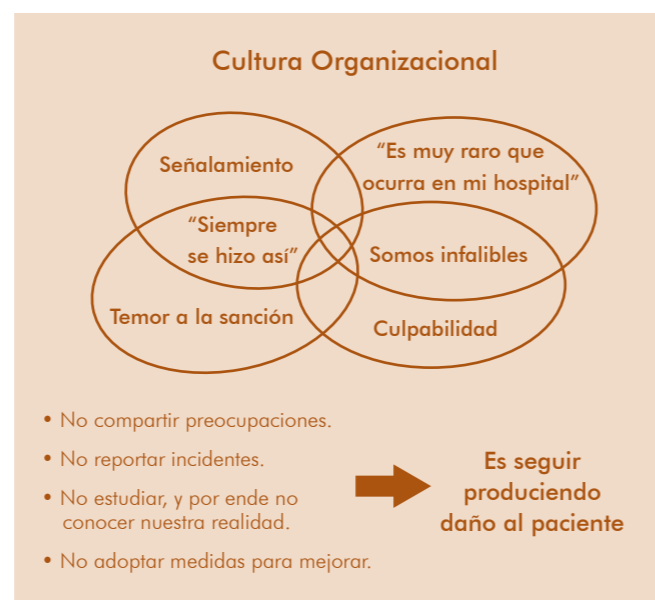 Cultura Organizacional
Señalamiento
“Es muy raro que
ocurra en mi hospital”
“Siempre
se hizo así”
Somos infalibles
Temor a la sanción
Culpabilidad
• No compartir preocupaciones.
• No reportar incidentes.
• No estudiar, y por ende no
conocer nuestra realidad.
• No adoptar medidas para mejorar.
Es seguir
produciendo
daño al paciente